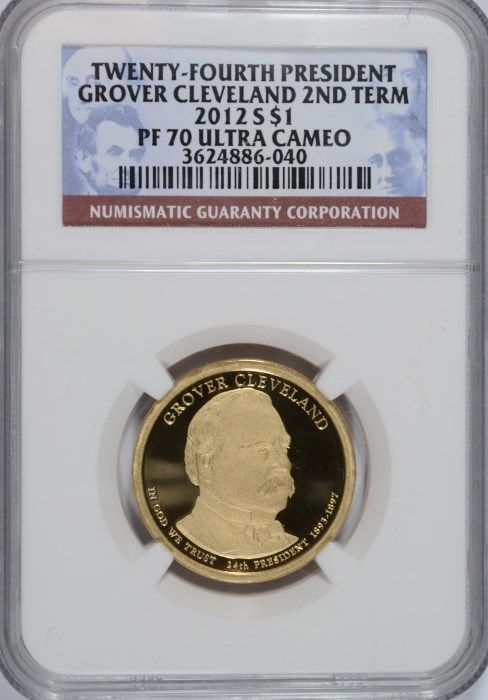 TWENTY-FOURTH PRESIDENT
GROVER CLEVELAND 2ND TERM
2012 S $1
PF 70 ULTRA CAMEO
3624886-040
NUMISMATIC GUARANTY CORPORATION
GROVER CLEVELAND
IN GOD WE TRUST 24th PRESIDENT 1893-1897